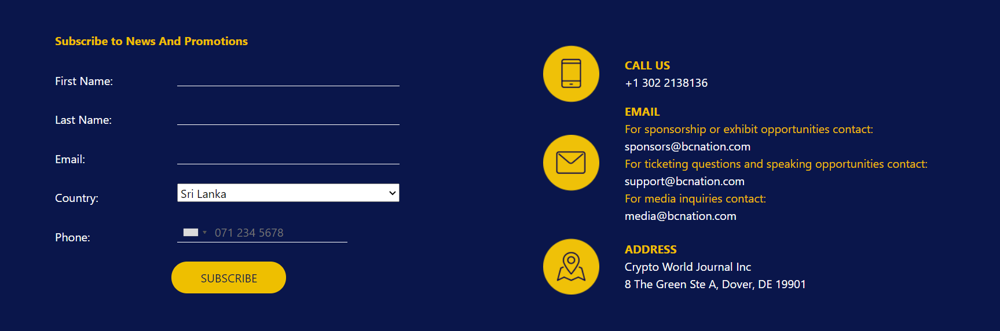 Subscribe to News And Promotions
First Name:
Last Name:
Email:
Country:
Sri Lanka
Phone:
071 234 5678
SUBSCRIBE
CALL US
+1 302 2138136
EMAIL
For sponsorship or exhibit opportunities contact:
sponsors@bcnation.com
For ticketing questions and speaking opportunities contact:
support@bcnation.com
For media inquiries contact:
media@bcnation.com
ADDRESS
Crypto World Journal Inc
8 The Green Ste A, Dover, DE 19901